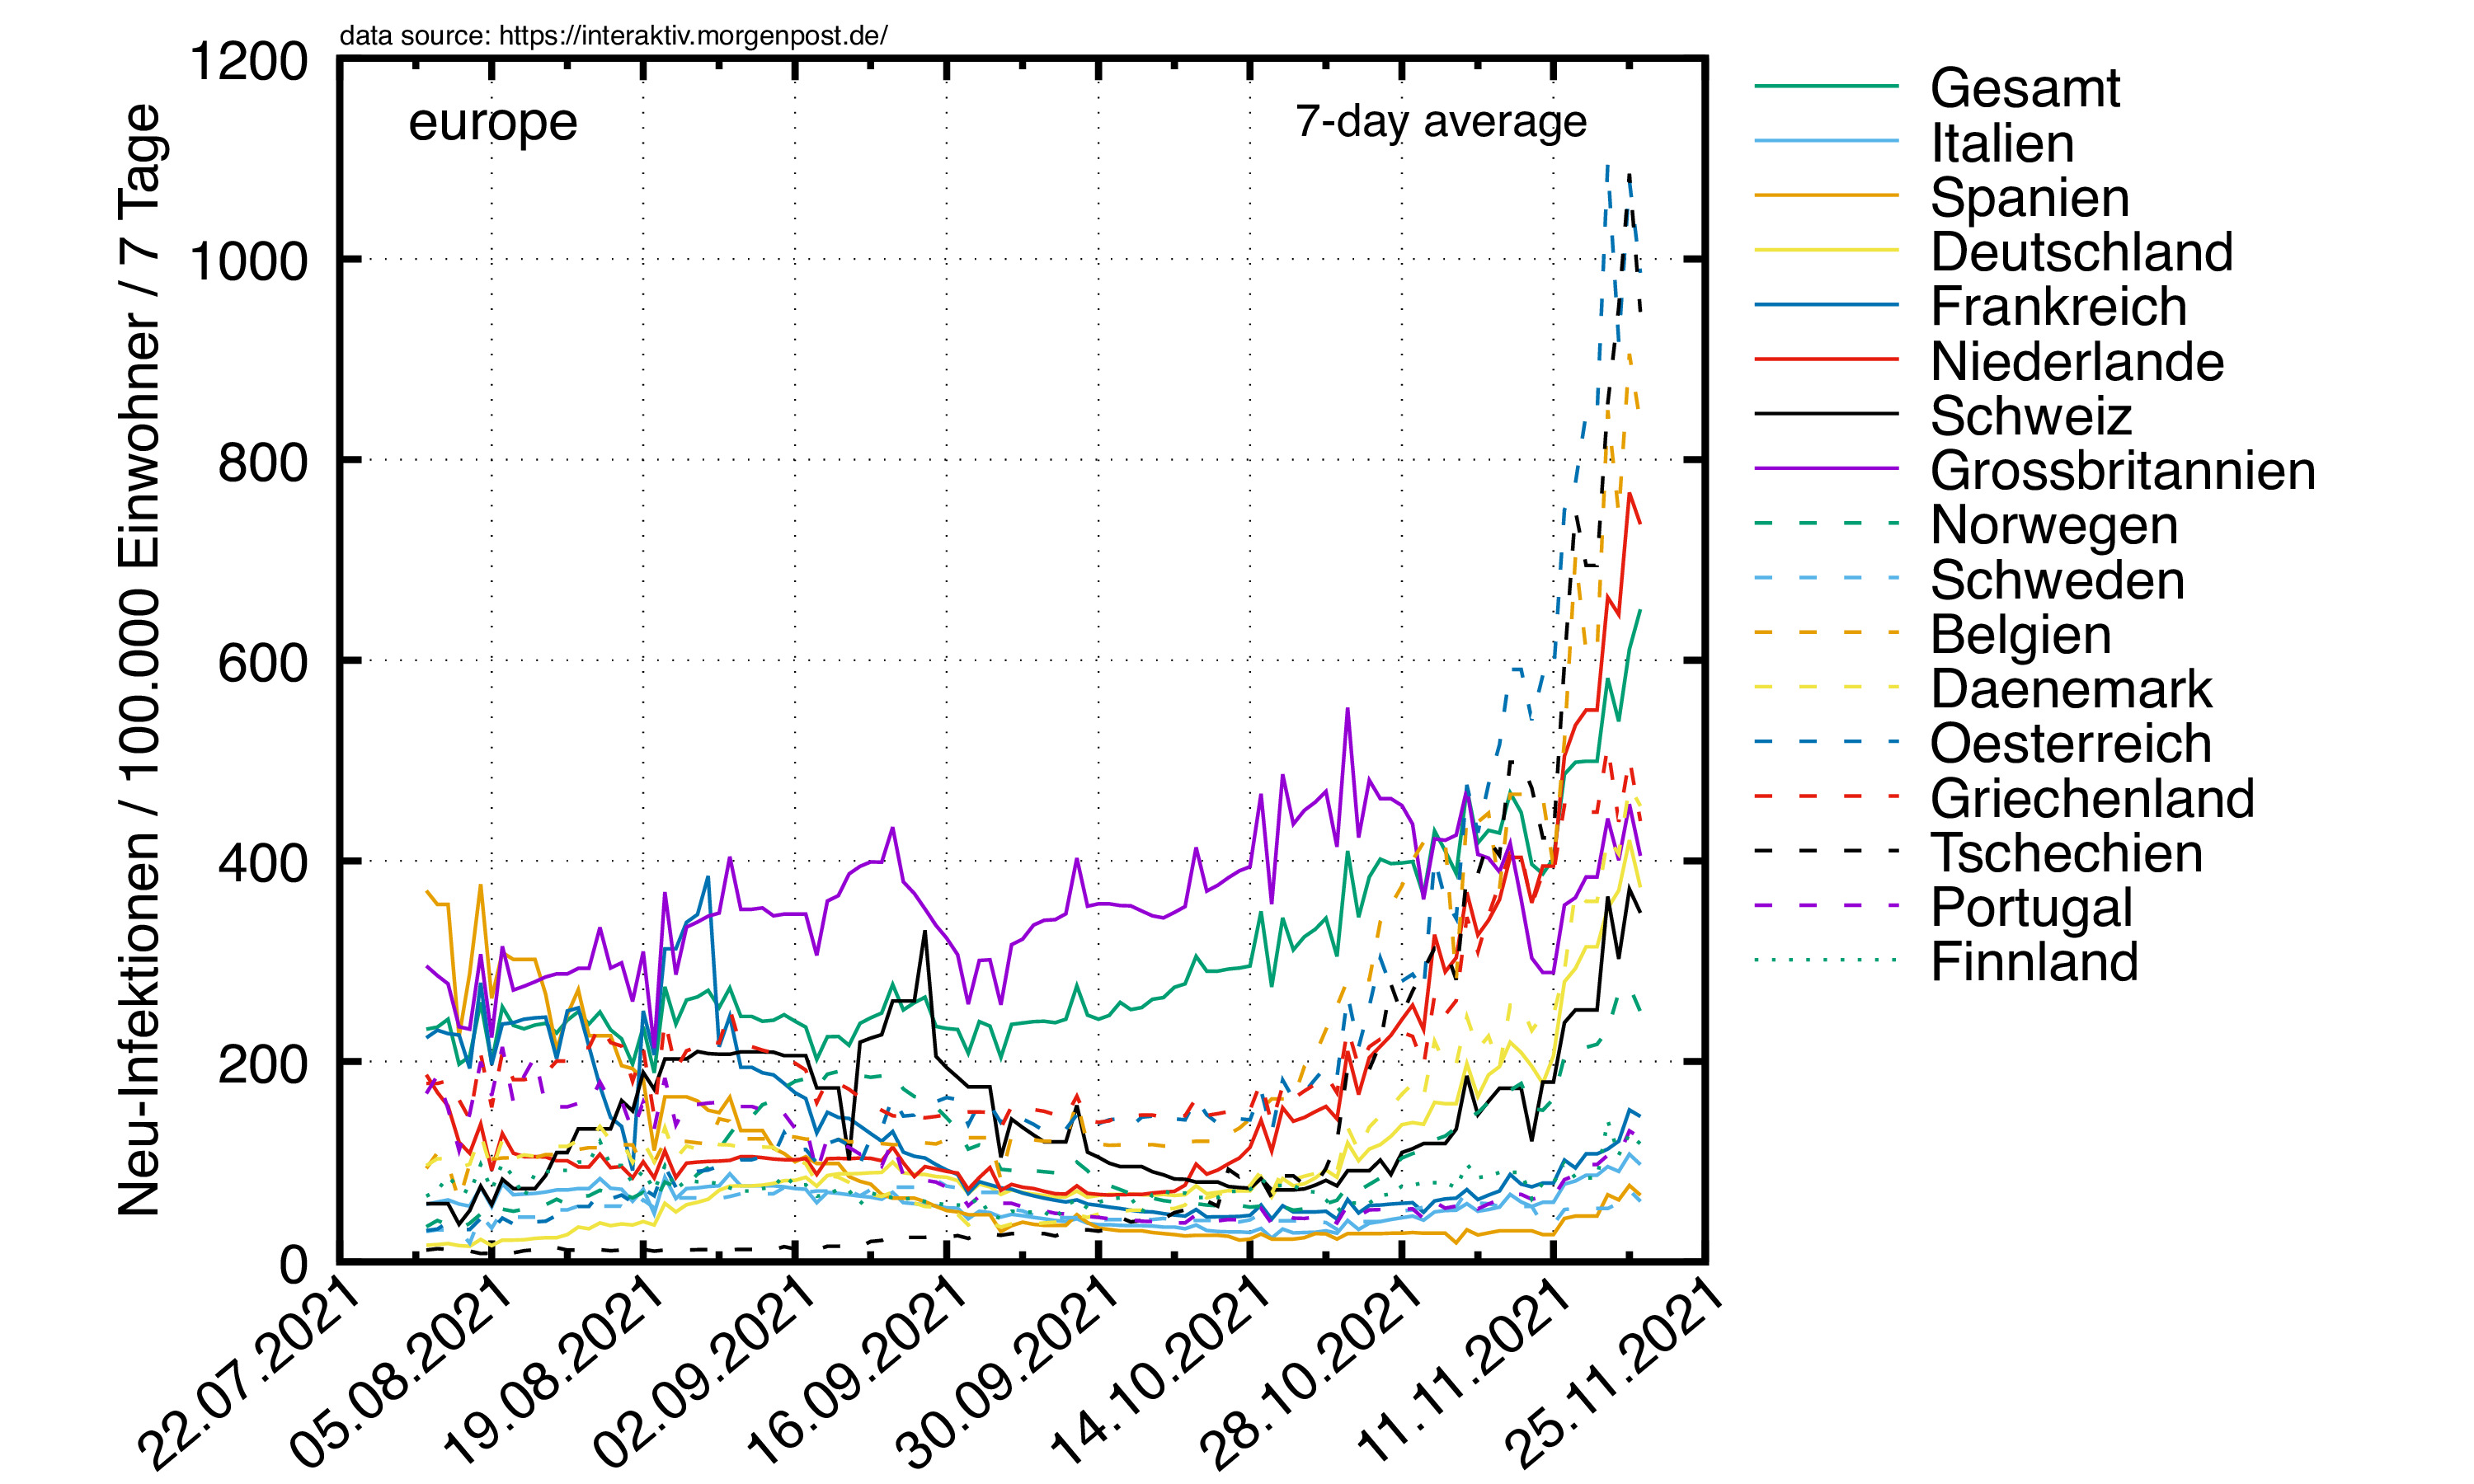 data source: https://interaktiv.morgenpost.de/
europe
7-day average
Neu-Infektionen / 100.000 Einwohner / 7 Tage
1200
1000
800
600
400
200
0
22.07.2021
05.08.2021
19.08.2021
02.09.2021
16.09.2021
30.09.2021
14.10.2021
28.10.2021
11.11.2021
25.11.2021
Gesamt
Italien
Spanien
Deutschland
Frankreich
Niederlande
Schweiz
Grossbritannien
Norwegen
Schweden
Belgien
Daenemark
Oesterreich
Griechenland
Tschechien
Portugal
Finnland